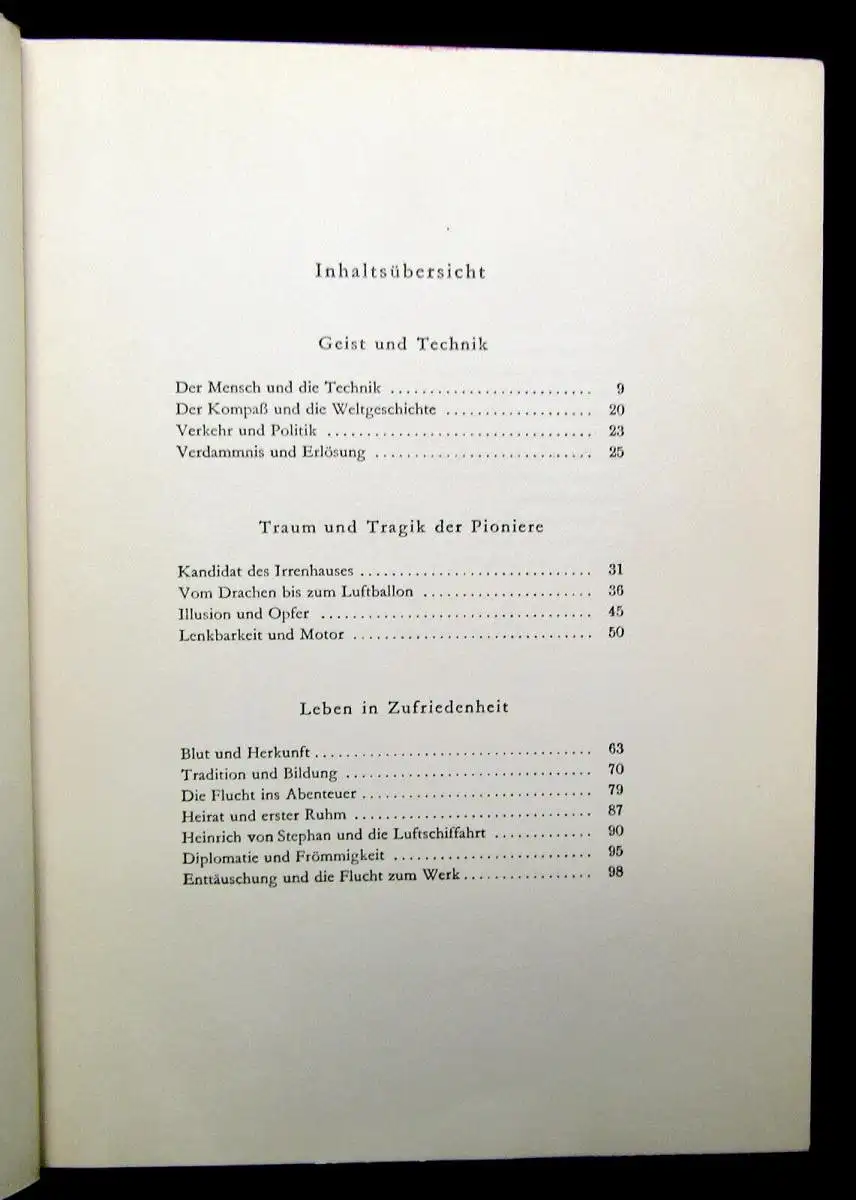 Inhaltsübersicht
Geist und Technik
Der Mensch und die Technik .......................... 9
Der Kompaß und die Weltgeschichte ................... 20
Verkehr und Politik .................................. 23
Verdammnis und Erlösung ............................ 25
Traum und Tragik der Pioniere
Kandidat des Irrenhauses .............................. 31
Vom Drachen bis zum Luftballon ...................... 36
Illusion und Opfer ................................... 45
Lenkbarkeit und Motor ............................... 50
Leben in Zufriedenheit
Blut und Herkunft.................................... 63
Tradition und Bildung ................................ 70
Die Flucht ins Abenteuer .............................. 79
Heirat und erster Ruhm ............................... 87
Heinrich von Stephan und die Luftschiffahrt ............. 90
Diplomatie und Frömmigkeit .......................... 95
Enttäuschung und die Flucht zum Werk................. 98